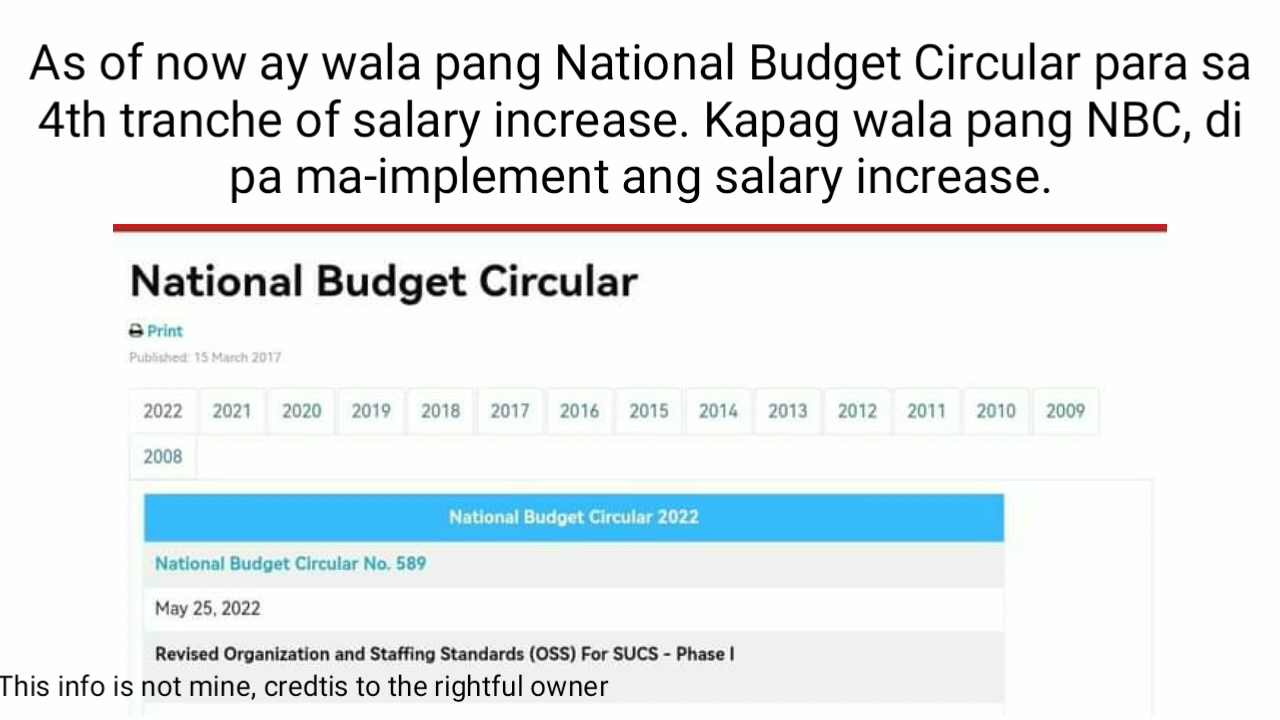 As of now ay wala pang National Budget Circular para sa
4th tranche of salary increase. Kapag wala pang NBC, di
pa ma-implement ang salary increase.
National Budget Circular
Print
Published: 15 March 2017
2022 2021 2020 2019 2018 2017 2016 2015 2014 2013 2012 2011 2010 2009
2008
National Budget Circular 2022
National Budget Circular No. 589
May 25, 2022
Revised Organization and Staffing Standards (OSS) For SUCS - Phase I
This info is not mine, credtis to the rightful owner